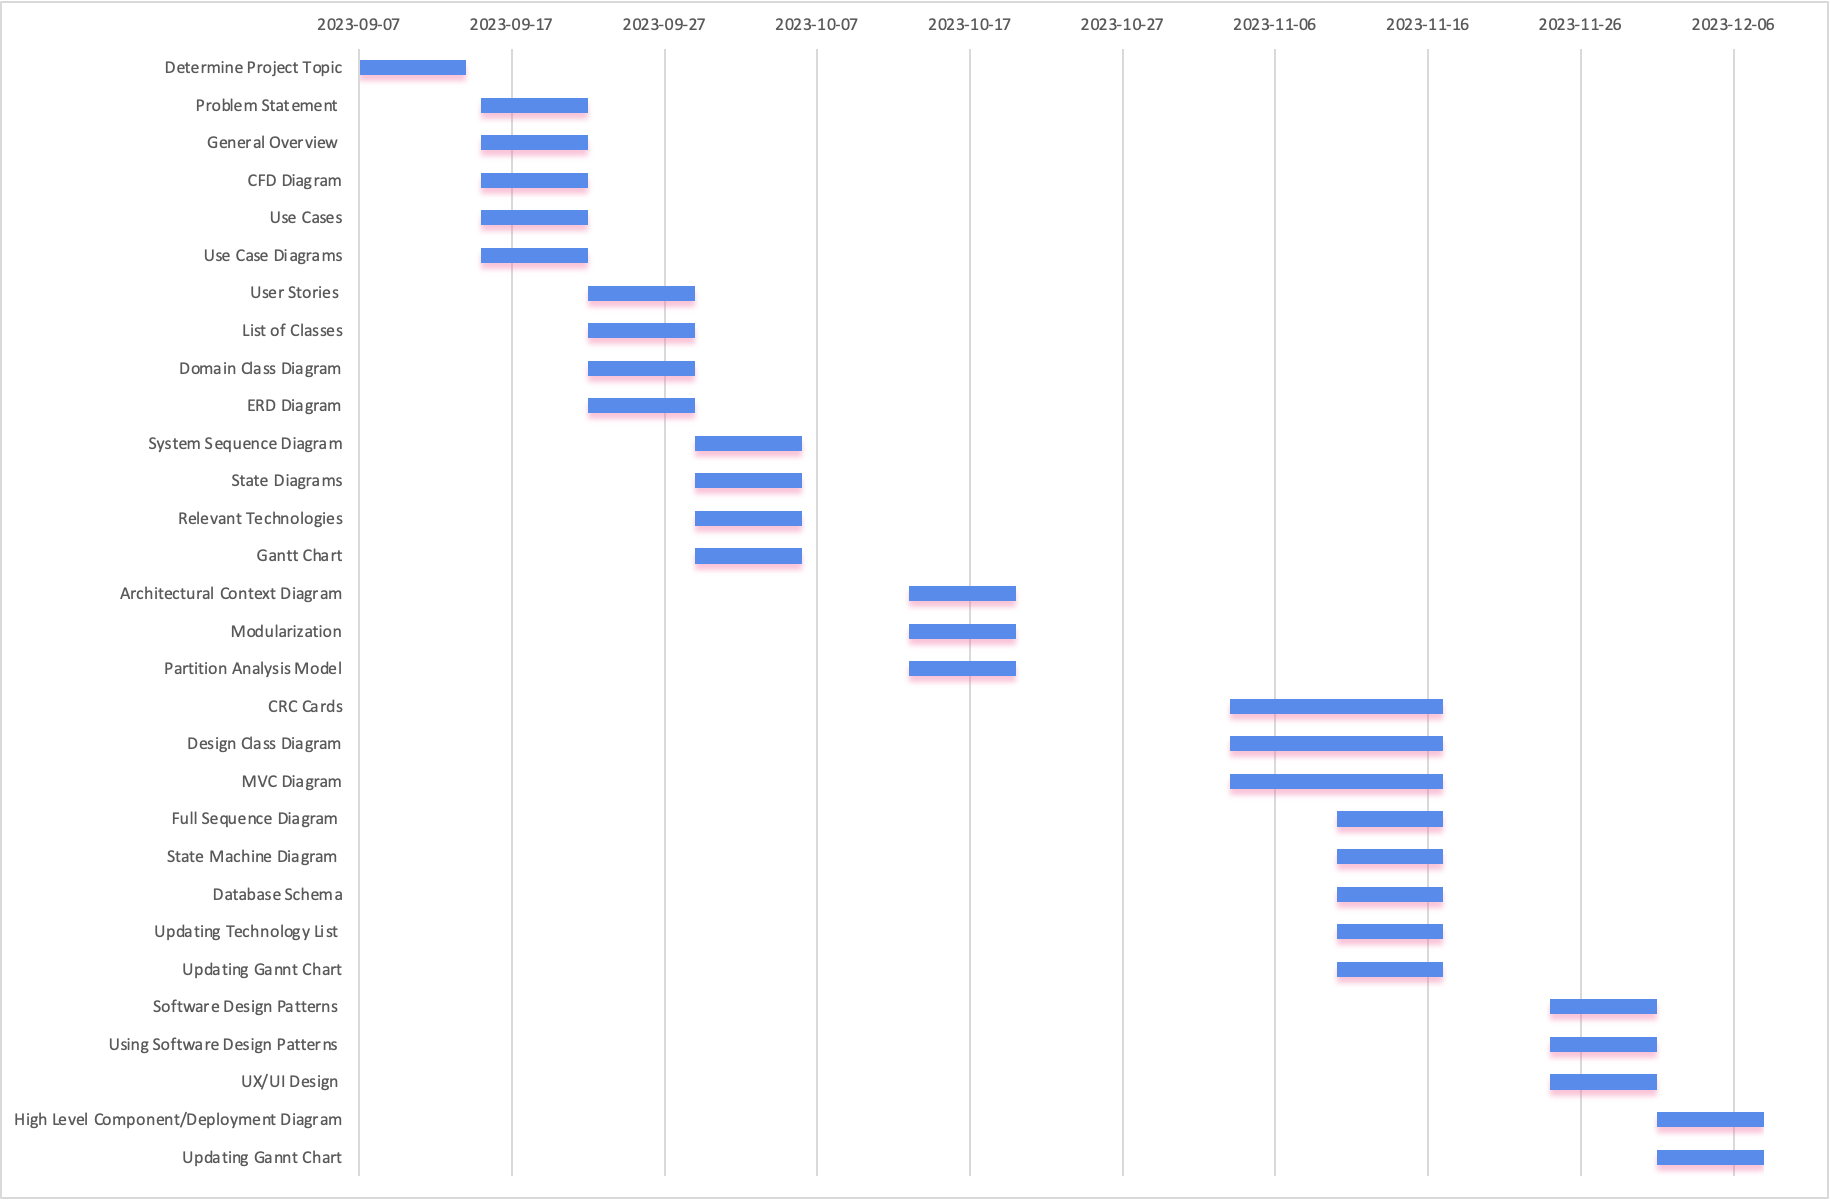 2023-09-07 2023-09-17 2023-09-27 2023-10-07 2023-10-17 2023-10-27 2023-11-06 2023-11-16 2023-11-26 2023-12-06
Determine Project Topic
Problem Statement
General Overview
CFD Diagram
Use Cases
Use Case Diagrams
User Stories
List of Classes
Domain Class Diagram
ERD Diagram
System Sequence Diagram
State Diagrams
Relevant Technologies
Gantt Chart
Architectural Context Diagram
Modularization
Partition Analysis Model
CRC Cards
Design Class Diagram
MVC Diagram
Full Sequence Diagram
State Machine Diagram
Database Schema
Updating Technology List
Updating Gannt Chart
Software Design Patterns
Using Software Design Patterns
UX/UI Design
High Level Component/Deployment Diagram
Updating Gannt Chart